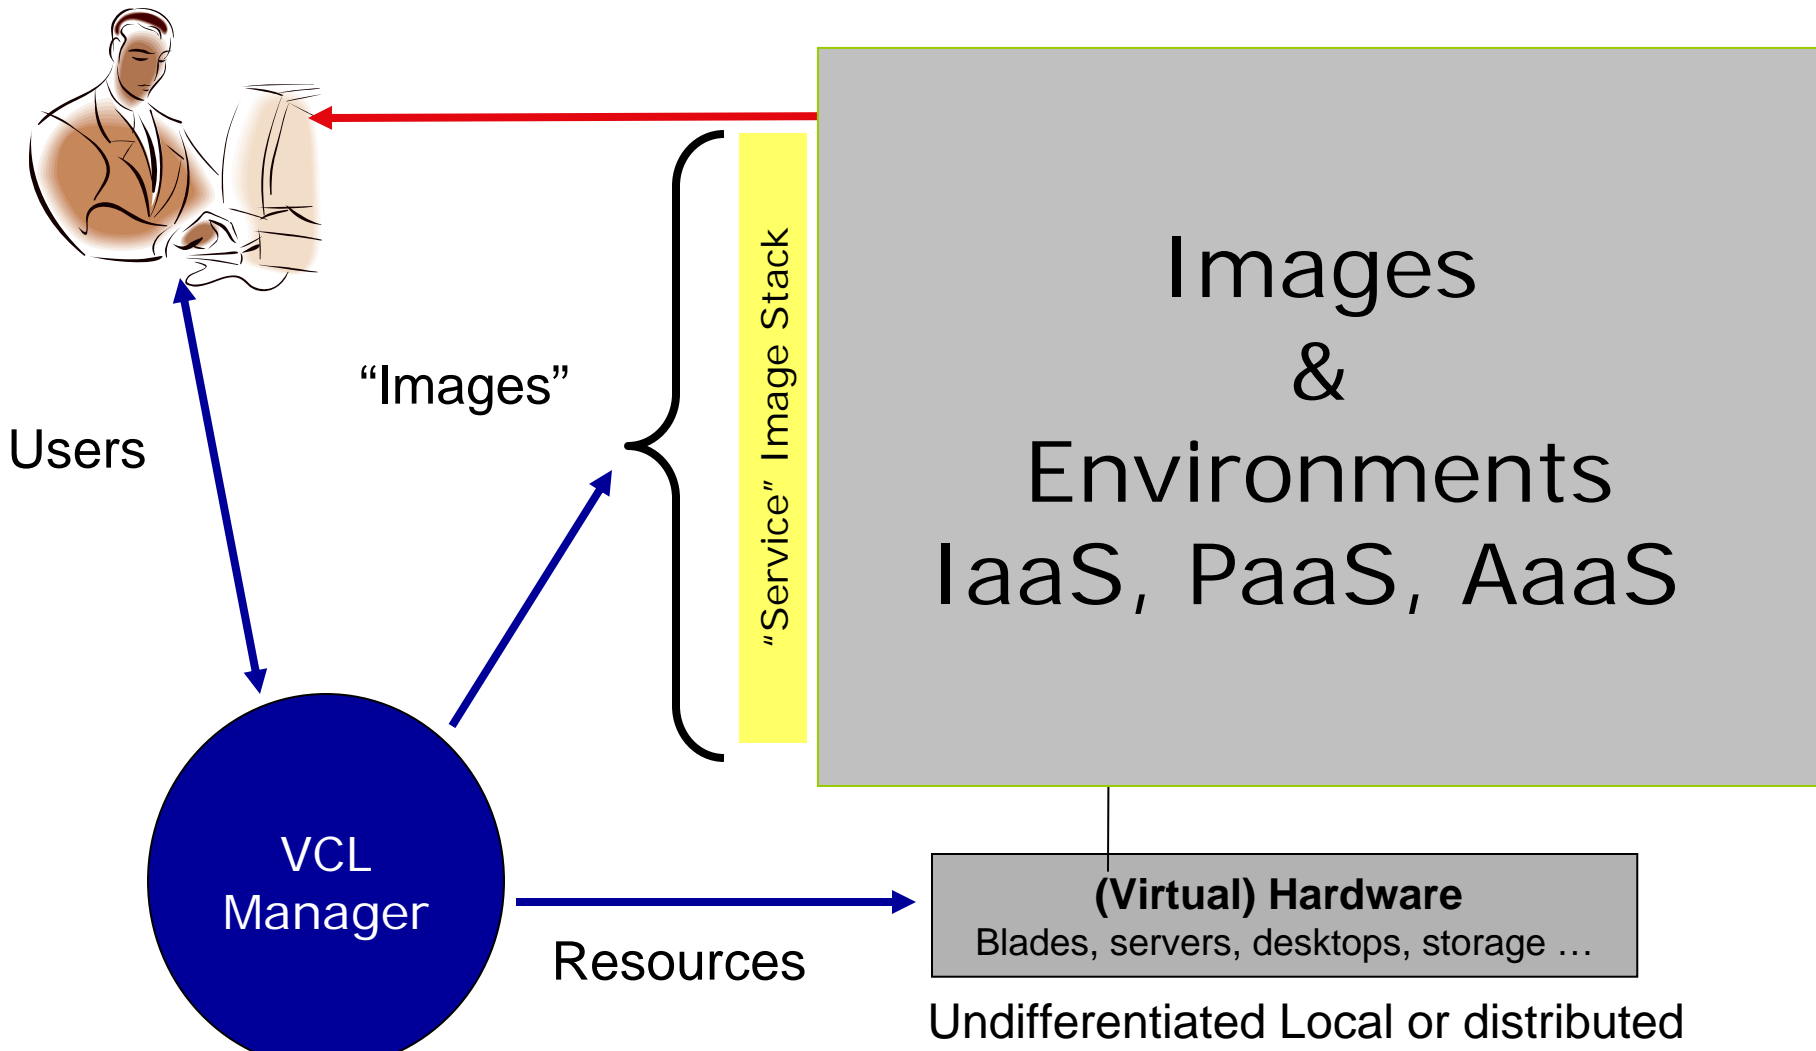 Users
“Images”
"Service" Image Stack
Images
&
Environments
IaaS, PaaS, AaaS
VCL
Manager
Resources
(Virtual) Hardware
Blades, servers, desktops, storage …
Undifferentiated Local or distributed